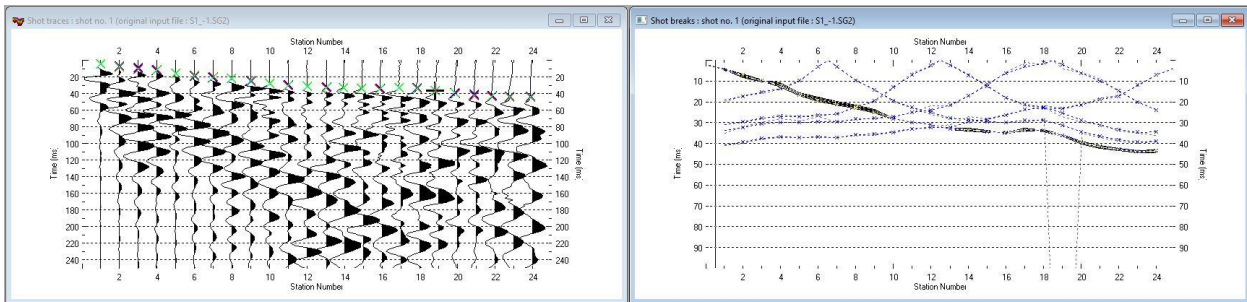 Shot traces : shot no. 1 (original input file : S1_-1.SG2)
Station Number
2 4 6 8 10 12 14 16 18 20 22 24
20 20
40 40
60 60
80 80
100 100
120 120
Time (ms) Time (ms)
140 140
160 160
180 180
200 200
220 220
240 240
2 4 6 8 10 12 14 16 18 20 22 24
Station Number
Shot breaks : shot no. 1 (original input file : S1_-1.SG2)
Station Number
2 4 6 8 10 12 14 16 18 20 22 24
10 10
20 20
30 30
40 40
Time (ms) Time (ms)
50 50
60 60
70 70
80 80
90 90
2 4 6 8 10 12 14 16 18 20 22 24
Station Number